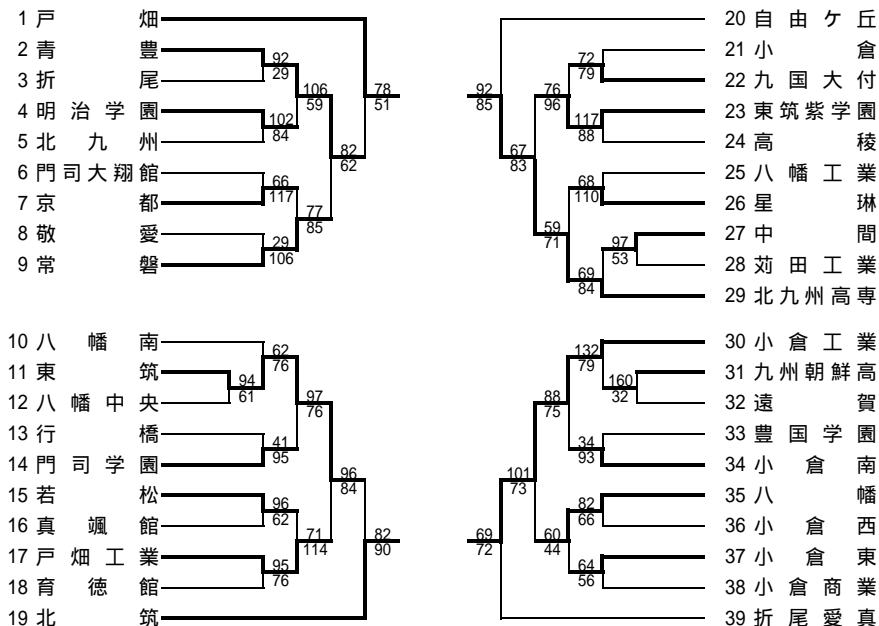 1 戸畑
2 青豊
3 折尾
4 明治学園
5 北九州
6 門司大翔館
7 京都
8 敬愛
9 常磐
92
29
102
84
66
117
29
106
106
59
77
85
82
62
78
51
20 自由ケ丘
21 小倉
22 九国大付
23 東筑紫学園
24 高稜
25 八幡工業
26 星琳
27 中間
28 苅田工業
29 北九州高専
92
85
67
83
76
96
59
71
72
79
117
88
68
110
69
84
97
53
10 八幡南
11 東筑
12 八幡中央
13 行橋
14 門司学園
15 若松
16 真颯館
17 戸畑工業
18 育徳館
19 北筑
94
61
62
76
41
95
96
62
95
76
97
76
71
114
96
84
82
90
30 小倉工業
31 九州朝鮮高
32 遠賀
33 豊国学園
34 小倉南
35 八幡
36 小倉西
37 小倉東
38 小倉商業
39 折尾愛真
69
72
101
73
88
75
60
44
132
79
160
32
34
93
82
66
64
56